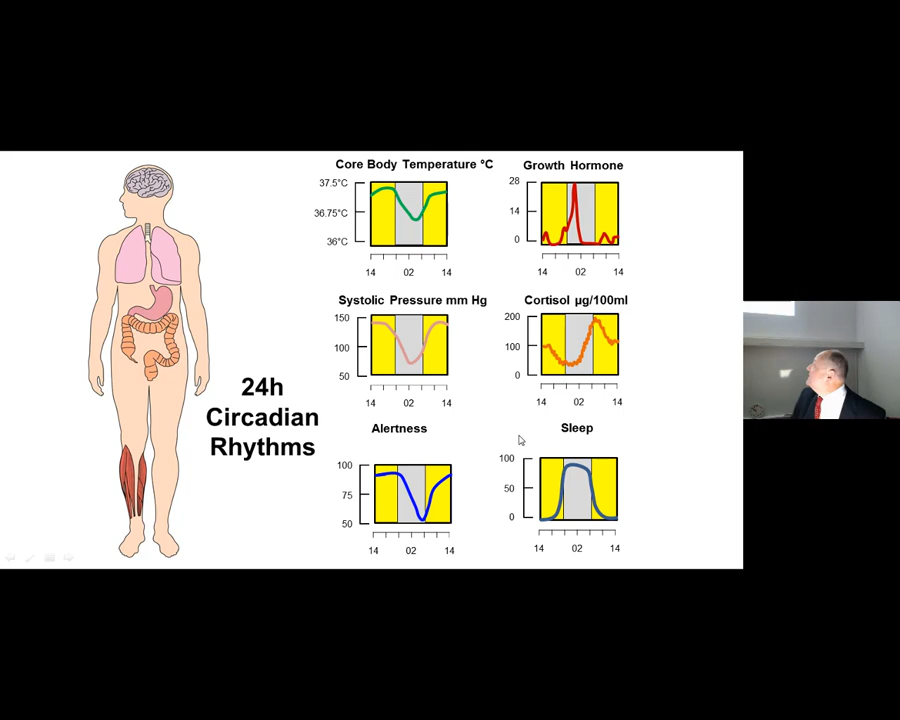 24h
Circadian
Rhythms
Core Body Temperature °C
37.5°C
36.75°C
36°C
14 02 14
Growth Hormone
28
14
0
14 02 14
Systolic Pressure mm Hg
150
100
50
14 02 14
Cortisol µg/100ml
200
100
0
14 02 14
Alertness
100
75
50
14 02 14
Sleep
100
50
0
14 02 14